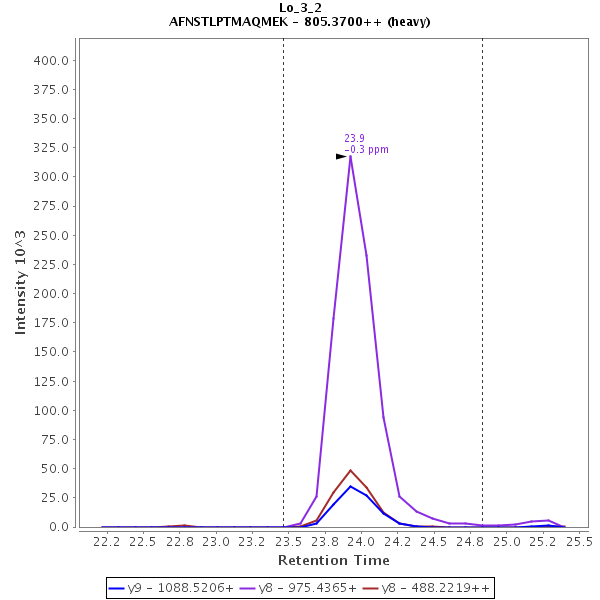 Lo_3_2
AFNSTLPTMAQMEK - 805.3700++ (heavy)
400.0
375.0
350.0
325.0
300.0
275.0
250.0
225.0
200.0
175.0
150.0
125.0
100.0
75.0
50.0
25.0
0.0
Intensity 10^3
23.9
-0.3 ppm
22.2 22.5 22.8 23.0 23.2 23.5 23.8 24.0 24.2 24.5 24.8 25.0 25.2 25.5
Retention Time
y9 - 1088.5206+ y8 - 975.4365+ y8 - 488.2219++